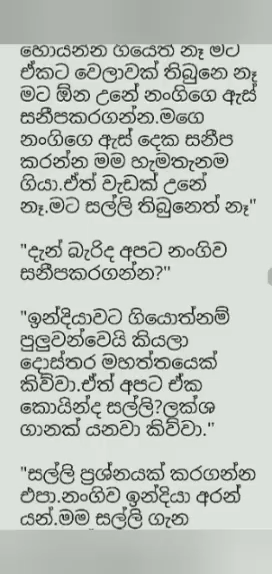 හොයන්න ගියෙත් නෑ මට
ඒකට වෙලාවක් තිබුනෙ නෑ
මට ඕන උනේ නංගිගෙ ඇස්
සනීපකරගන්න.මගෙ
නංගිගෙ ඇස් දෙක සනීප
කරන්න මම හැමතැනම
ගියා.ඒත් වැඩක් උනේ
නෑ.මට සල්ලි තිබුනෙත් නෑ"
"දැන් බැරිද අපට නංගිව
සනීපකරගන්න?"
"ඉන්දියාවට ගියොත්නම්
පුලුවන්වෙයි කියලා
දොස්තර මහත්තයෙක්
කිව්වා.ඒත් අපට ඒක
කොයින්ද සල්ලි?ලක්ශ
ගානක් යනවා කිව්වා."
"සල්ලි ප්‍රශ්නයක් කරගන්න
එපා.නංගිව ඉන්දියා අරන්
යන්.මම සල්ලි ගැන